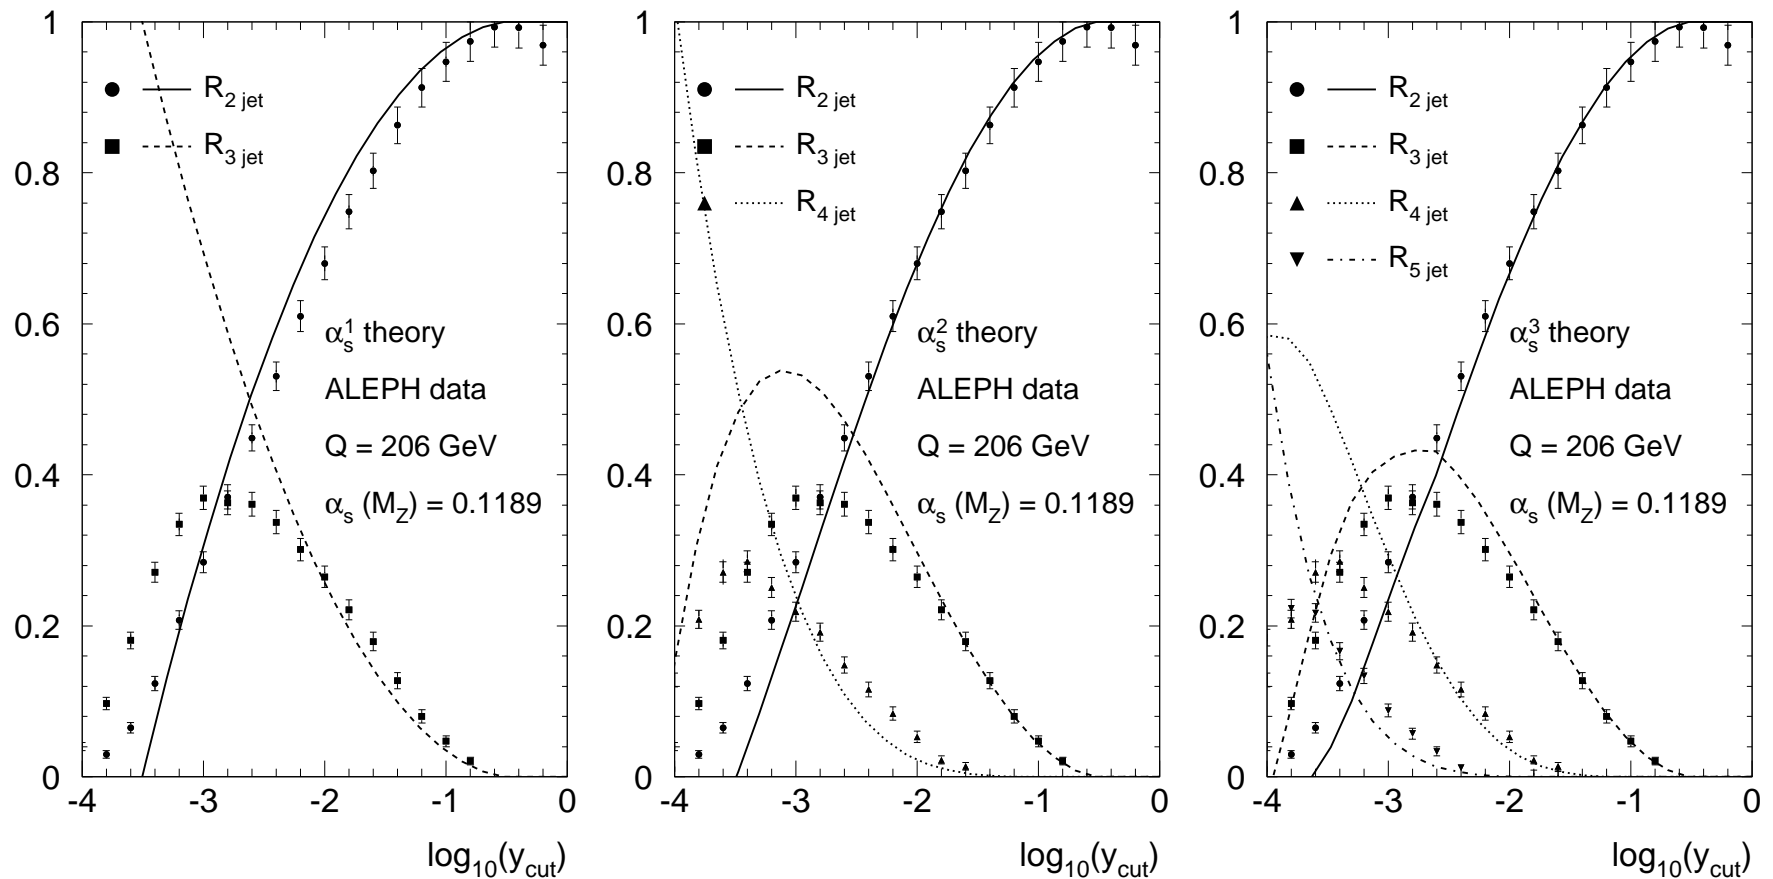 1
0.8
0.6
0.4
0.2
0
-4 -3 -2 -1 0
log10(ycut)
R2 jet
R3 jet
αs1 theory
ALEPH data
Q = 206 GeV
αs (MZ) = 0.1189
1
0.8
0.6
0.4
0.2
0
-4 -3 -2 -1 0
log10(ycut)
R2 jet
R3 jet
R4 jet
αs2 theory
ALEPH data
Q = 206 GeV
αs (MZ) = 0.1189
1
0.8
0.6
0.4
0.2
0
-4 -3 -2 -1 0
log10(ycut)
R2 jet
R3 jet
R4 jet
R5 jet
αs3 theory
ALEPH data
Q = 206 GeV
αs (MZ) = 0.1189